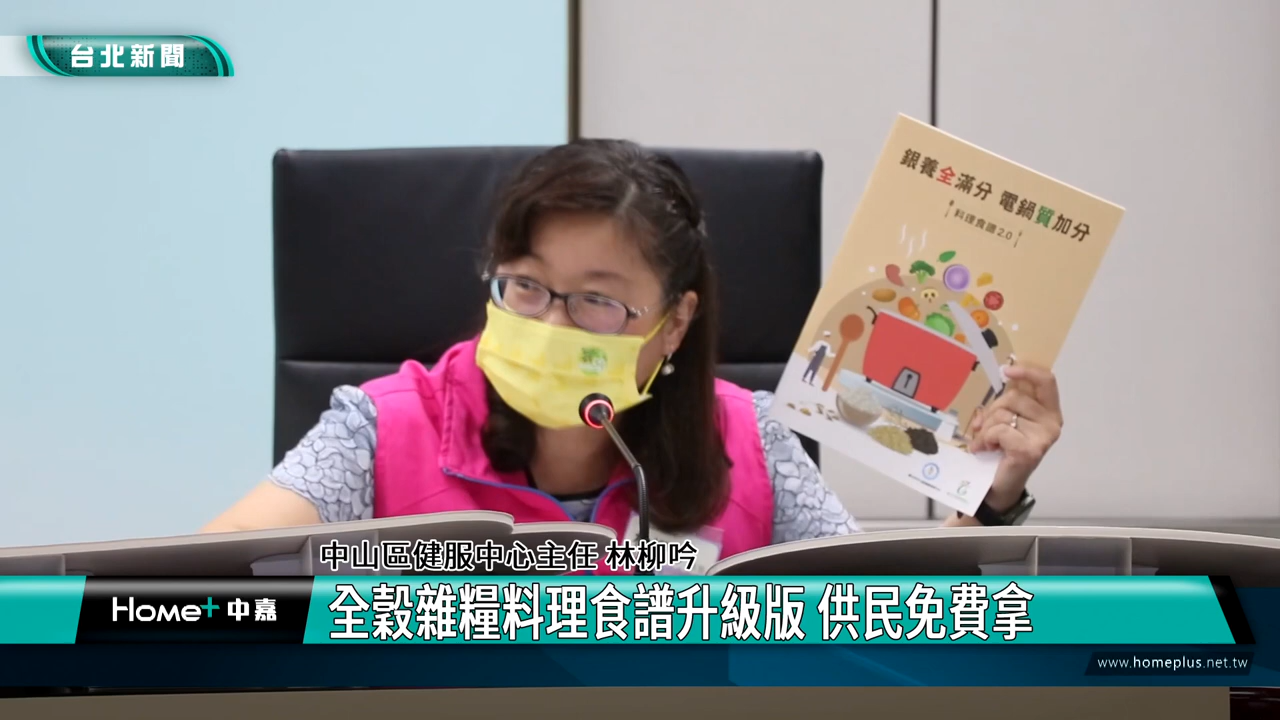 台北新聞
銀養全滿分 電鍋質加分
料理食譜2.0
中山區健服中心主任 林柳吟
Home+ 中嘉
全穀雜糧料理食譜升級版 供民免費拿
www.homeplus.net.tw